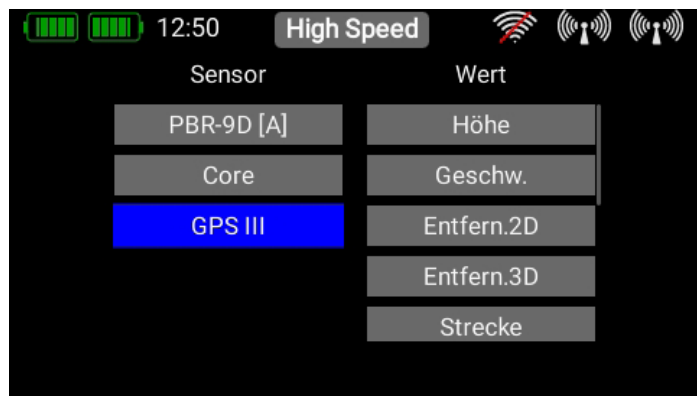 12:50 High Speed
Sensor Wert
PBR-9D [A] Höhe
Core Geschw.
GPS III Entfern.2D
Entfern.3D
Strecke